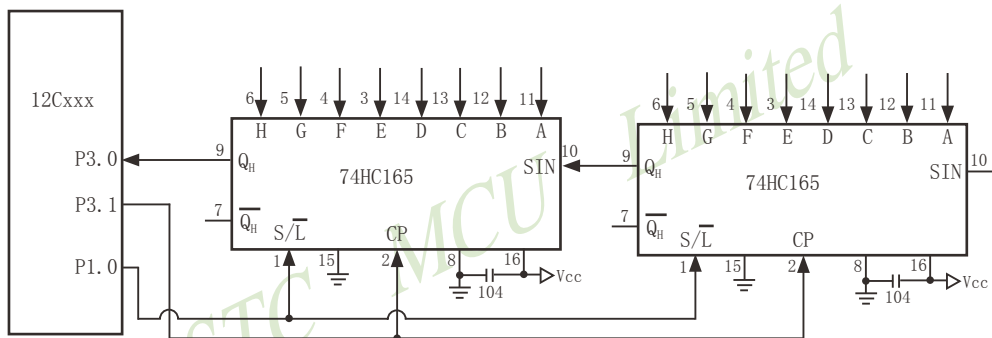 12Cxxx
P3.0
P3.1
P1.0
6 5 4 3 14 13 12 11
H G F E D C B A
9 QH
SIN 10
74HC165
7 Q̅H̅
S/L̅
CP
1 15 2 8 16
104
Vcc
6 5 4 3 14 13 12 11
H G F E D C B A
9 QH
SIN 10
74HC165
7 Q̅H̅
S/L̅
CP
1 15 2 8 16
104
Vcc
STC MCU Limited